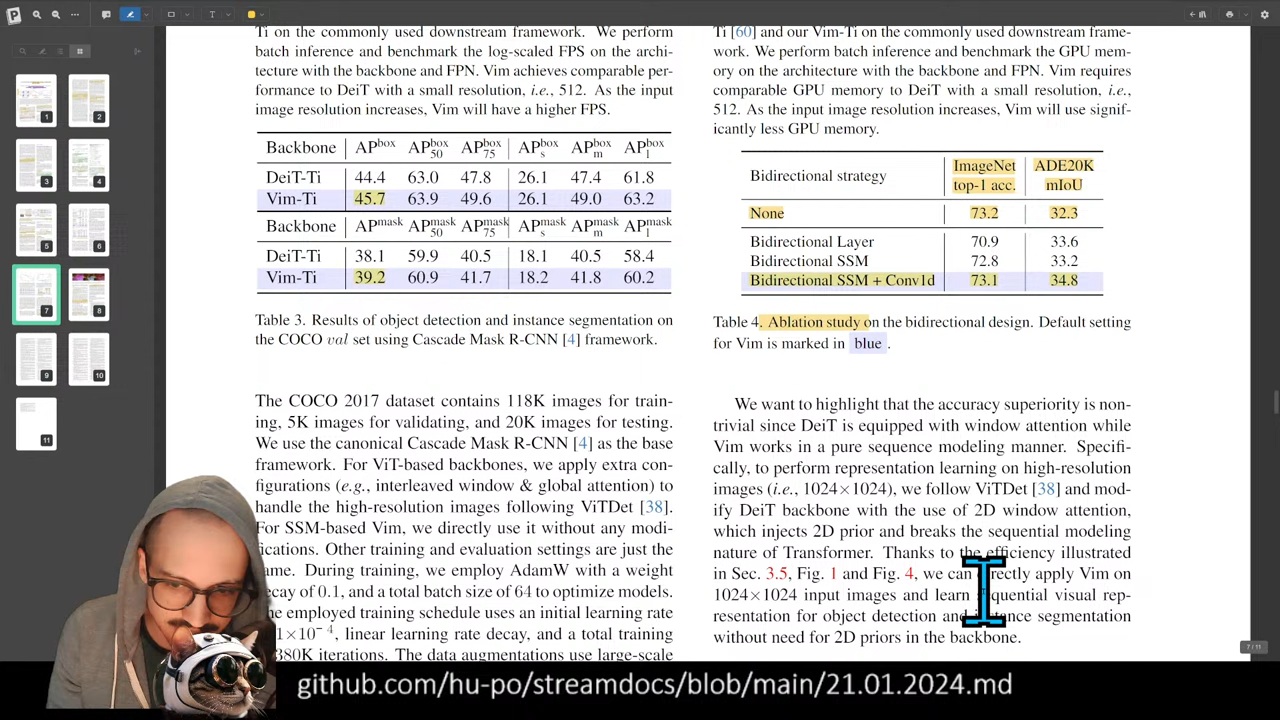 Ti on the commonly used downstream framework. We perform
batch inference and benchmark the log-scaled FPS on the archi-
tecture with the backbone and FPN. Vim achieves comparable per-
formance to DeiT with a small resolution, i.e., 512. As the input
image resolution increases, Vim will have a higher FPS.
Backbone AP^box AP^box_50 AP^box_75 AP^box_s AP^box_m AP^box_l
DeiT-Ti 44.4 63.0 47.8 26.1 47.4 61.8
Vim-Ti 45.7 63.9 49.6 26.1 49.0 63.2
Backbone AP^mask AP^mask_50 AP^mask_75 AP^mask_s AP^mask_m AP^mask_l
DeiT-Ti 38.1 59.9 40.5 18.1 40.5 58.4
Vim-Ti 39.2 60.9 41.7 18.2 41.8 60.2
Table 3. Results of object detection and instance segmentation on
the COCO val set using Cascade Mask R-CNN [4] framework.
The COCO 2017 dataset contains 118K images for train-
ing, 5K images for validating, and 20K images for testing.
We use the canonical Cascade Mask R-CNN [4] as the base
framework. For ViT-based backbones, we apply extra con-
figurations (e.g., interleaved window & global attention) to
handle the high-resolution images following ViTDet [38].
For SSM-based Vim, we directly use it without any modi-
fications. Other training and evaluation settings are just the
same. During training, we employ AdamW with a weight
decay of 0.1, and a total batch size of 64 to optimize models.
The employed training schedule uses an initial learning rate
1×10−4, linear learning rate decay, and a total training
380K iterations. The data augmentations use large-scale
Ti [60] and our Vim-Ti on the commonly used downstream frame-
work. We perform batch inference and benchmark the GPU mem-
ory on the architecture with the backbone and FPN. Vim requires
comparable GPU memory to DeiT with a small resolution, i.e.,
512. As the input image resolution increases, Vim will use signif-
icantly less GPU memory.
Bidirectional strategy ImageNet top-1 acc. ADE20K mIoU
None 73.2 32.3
Bidirectional Layer 70.9 33.6
Bidirectional SSM 72.8 33.2
Bidirectional SSM + Conv1d 73.1 34.8
Table 4. Ablation study on the bidirectional design. Default setting
for Vim is marked in blue .
We want to highlight that the accuracy superiority is non-
trivial since DeiT is equipped with window attention while
Vim works in a pure sequence modeling manner. Specifi-
cally, to perform representation learning on high-resolution
images (i.e., 1024×1024), we follow ViTDet [38] and mod-
ify DeiT backbone with the use of 2D window attention,
which injects 2D prior and breaks the sequential modeling
nature of Transformer. Thanks to the efficiency illustrated
in Sec. 3.5, Fig. 1 and Fig. 4, we can directly apply Vim on
1024×1024 input images and learn sequential visual rep-
resentation for object detection and instance segmentation
without need for 2D priors in the backbone.
1
2
3
4
5
6
7
8
9
10
11
7/11
github.com/hu-po/streamdocs/blob/main/21.01.2024.md